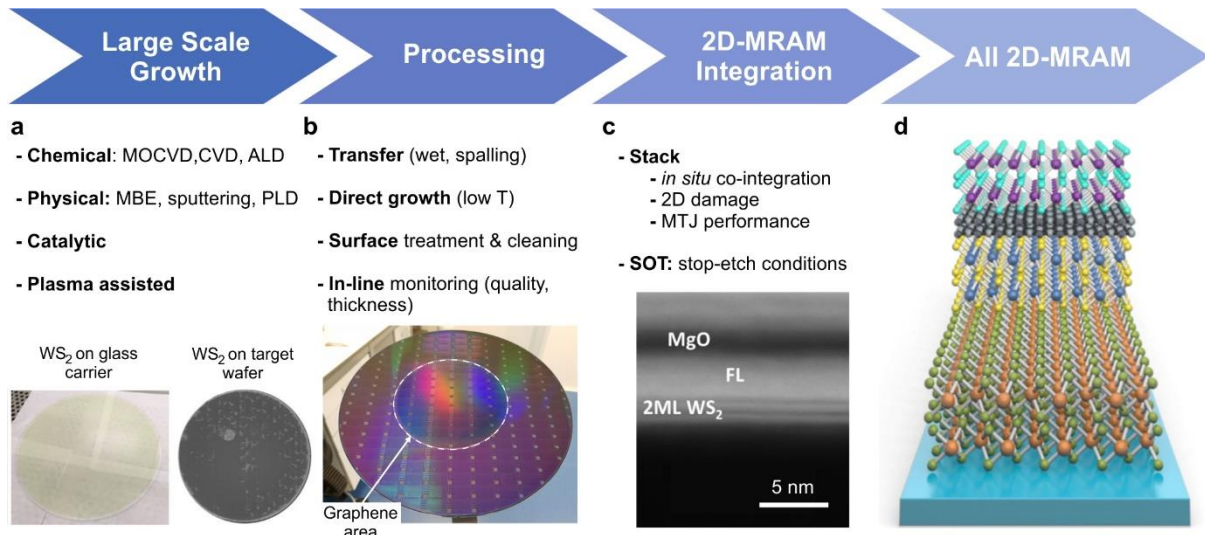 Large Scale
Growth
Processing
2D-MRAM
Integration
All 2D-MRAM
a
- Chemical: MOCVD,CVD, ALD
- Physical: MBE, sputtering, PLD
- Catalytic
- Plasma assisted
WS2 on glass
carrier
WS2 on target
wafer
b
- Transfer (wet, spalling)
- Direct growth (low T)
- Surface treatment & cleaning
- In-line monitoring (quality,
thickness)
Graphene
area
c
- Stack
- in situ co-integration
- 2D damage
- MTJ performance
- SOT: stop-etch conditions
MgO
FL
2ML WS2
5 nm
d